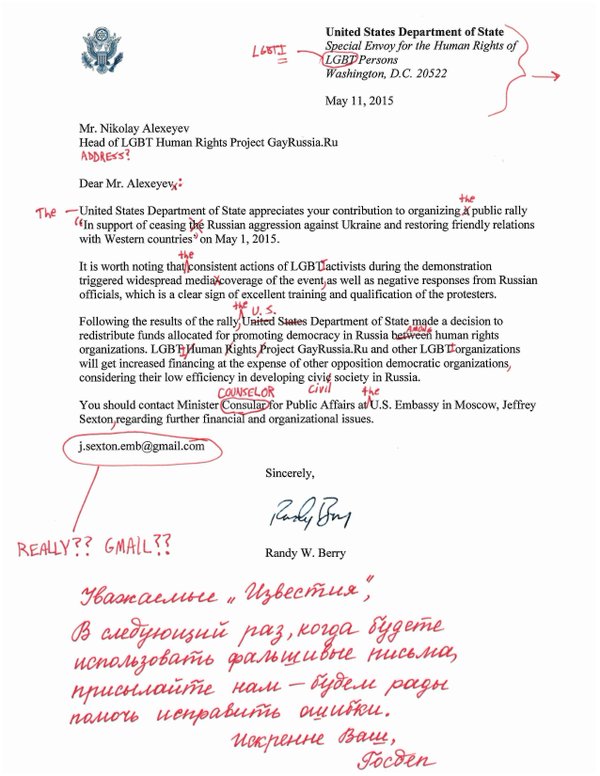 United States Department of State
Special Envoy for the Human Rights of
LGBTI
LGBT Persons
Washington, D.C. 20522
May 11, 2015
Mr. Nikolay Alexeyev
Head of LGBT Human Rights Project GayRussia.Ru
ADDRESS?
Dear Mr. Alexeyev, :
the
The United States Department of State appreciates your contribution to organizing a public rally
“In support of ceasing the Russian aggression against Ukraine and restoring friendly relations
with Western countries” on May 1, 2015.
the
It is worth noting that consistent actions of LGBTI activists during the demonstration
triggered widespread media-coverage of the event, as well as negative responses from Russian
officials, which is a clear sign of excellent training and qualification of the protesters.
the U.S.
Following the results of the rally, United States Department of State made a decision to
AMONG
redistribute funds allocated for promoting democracy in Russia between human rights
organizations. LGBT Human Rights Project GayRussia.Ru and other LGBTI organizations
will get increased financing at the expense of other opposition democratic organizations,
considering their low efficiency in developing civic society in Russia.
COUNSELOR civil the
You should contact Minister Consular for Public Affairs at U.S. Embassy in Moscow, Jeffrey
Sexton, regarding further financial and organizational issues.
j.sexton.emb@gmail.com
Sincerely,
Randy Berry
Randy W. Berry
REALLY?? GMAIL??
Уважаемые „Известия”,
В следующий раз, когда будете
использовать фальшивые письма,
присылайте нам – будем рады
помочь исправить ошибки.
Искренне Ваш,
Госдеп